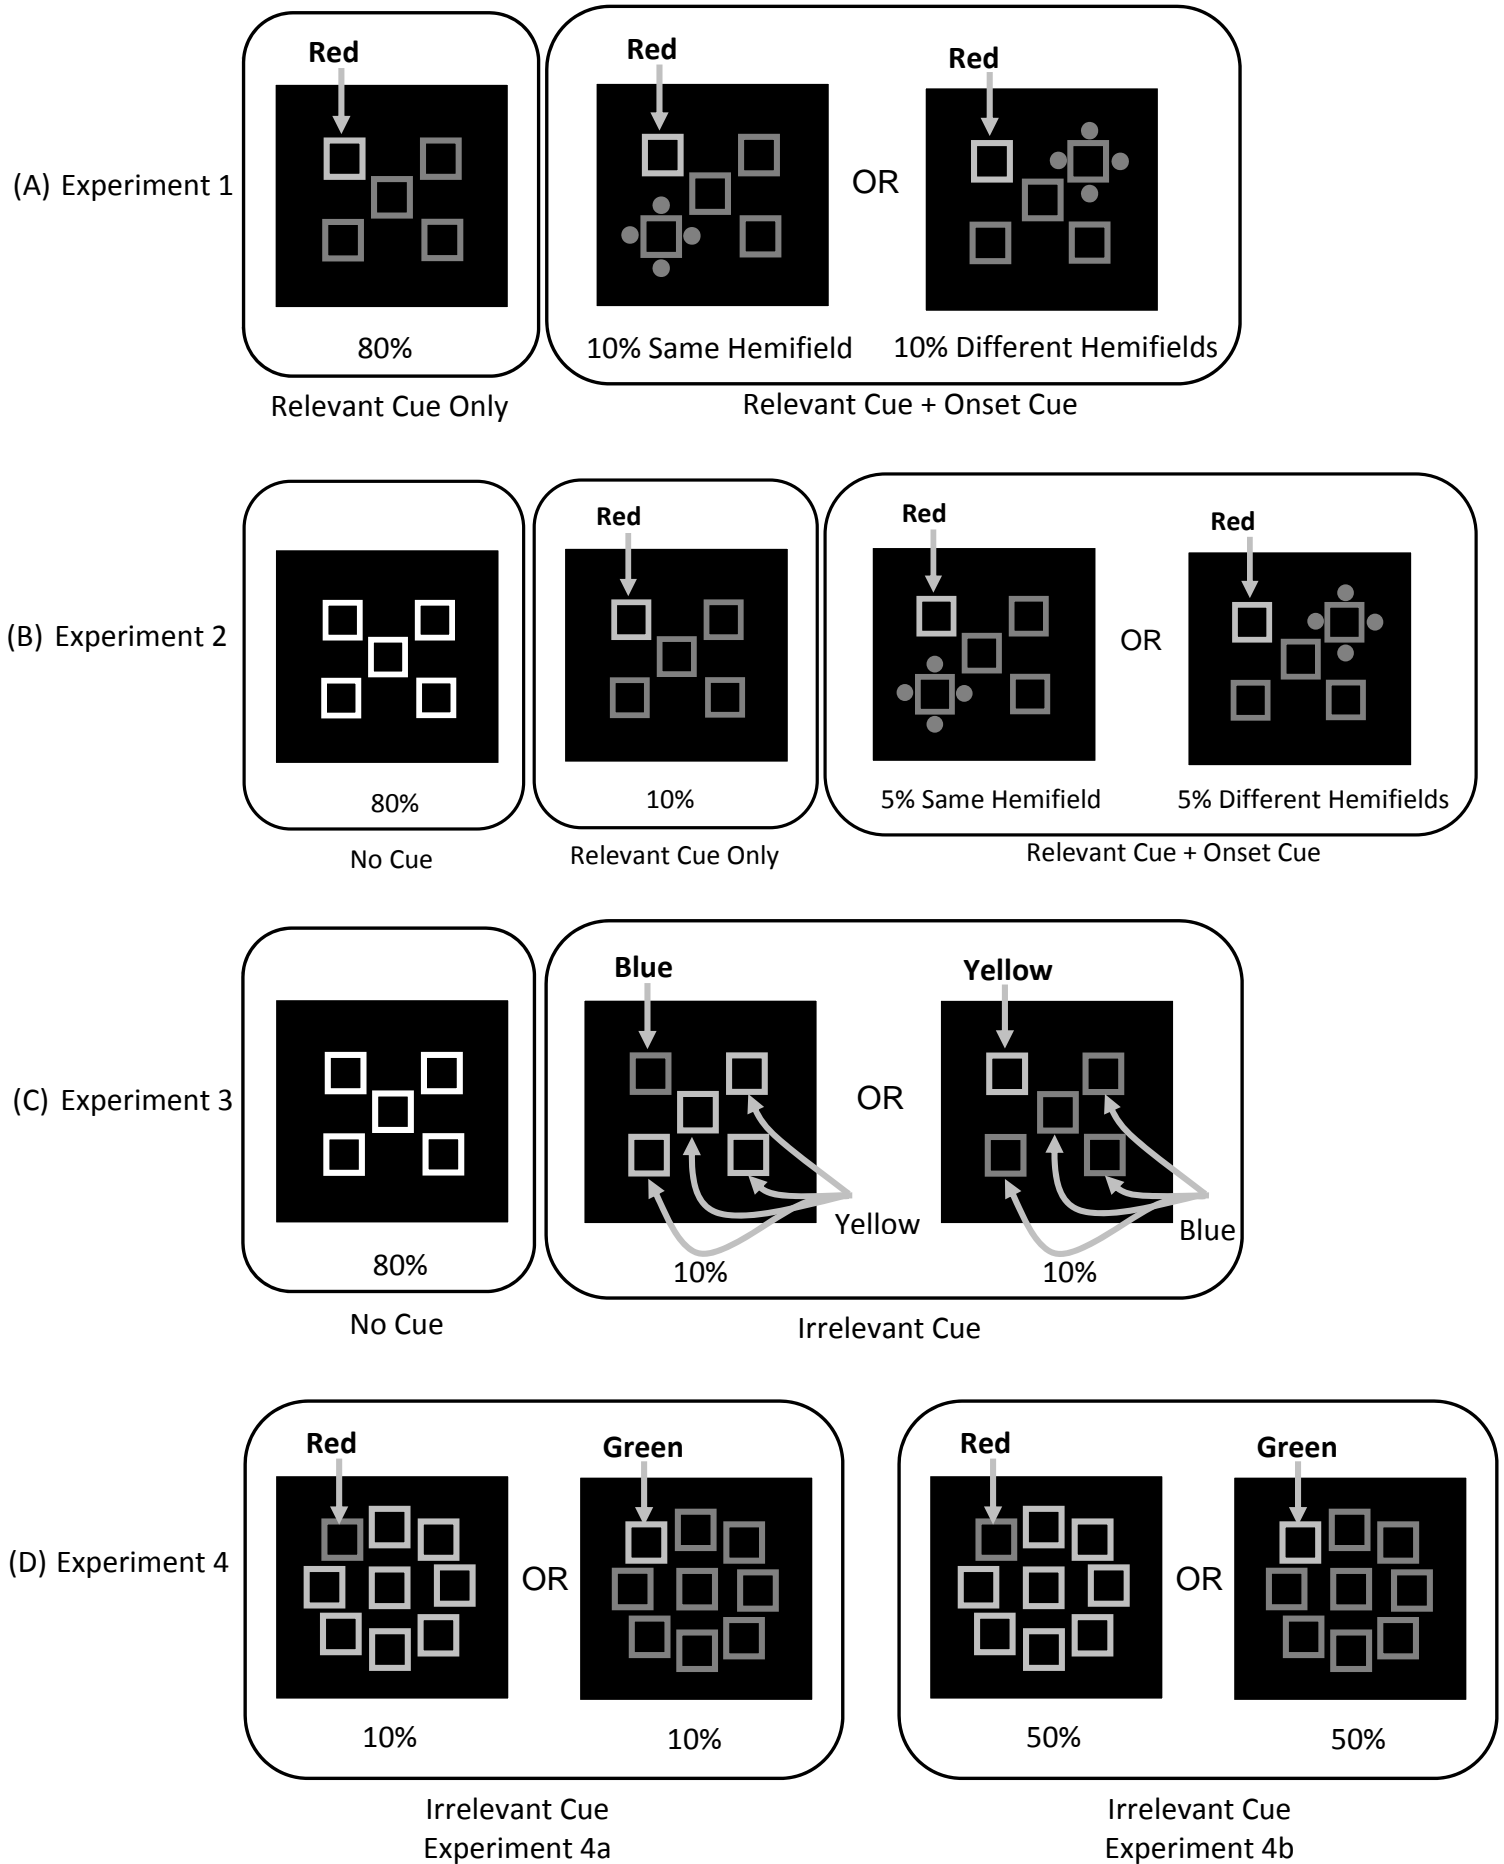 Red
Red
Red
(A) Experiment 1
OR
80%
10% Same Hemifield
10% Different Hemifields
Relevant Cue Only
Relevant Cue + Onset Cue
Red
Red
Red
(B) Experiment 2
OR
80%
10%
5% Same Hemifield
5% Different Hemifields
No Cue
Relevant Cue Only
Relevant Cue + Onset Cue
Blue
Yellow
(C) Experiment 3
OR
Yellow
Blue
80%
10%
10%
No Cue
Irrelevant Cue
Red
Green
Red
Green
(D) Experiment 4
OR
OR
10%
10%
50%
50%
Irrelevant Cue
Experiment 4a
Irrelevant Cue
Experiment 4b